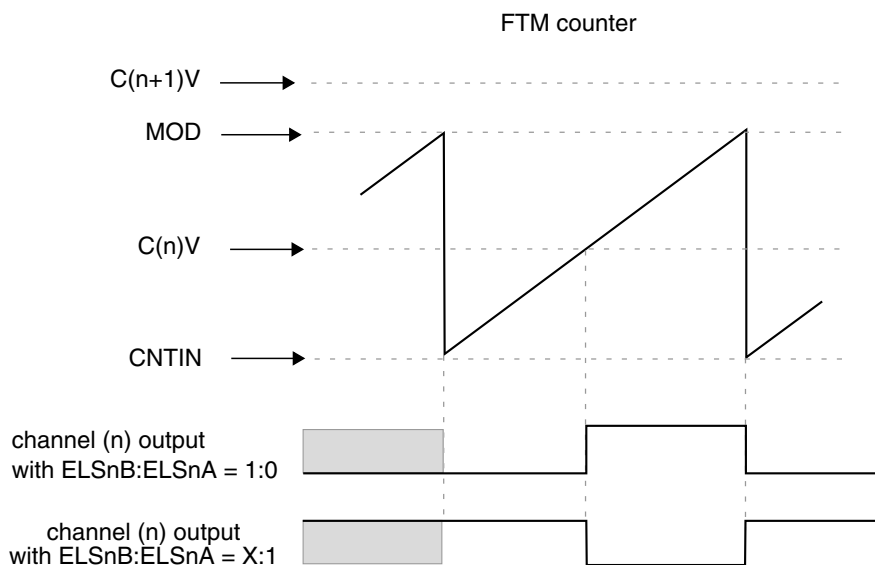 FTM counter
C(n+1)V
MOD
C(n)V
CNTIN
channel (n) output
with ELSnB:ELSnA = 1:0
channel (n) output
with ELSnB:ELSnA = X:1